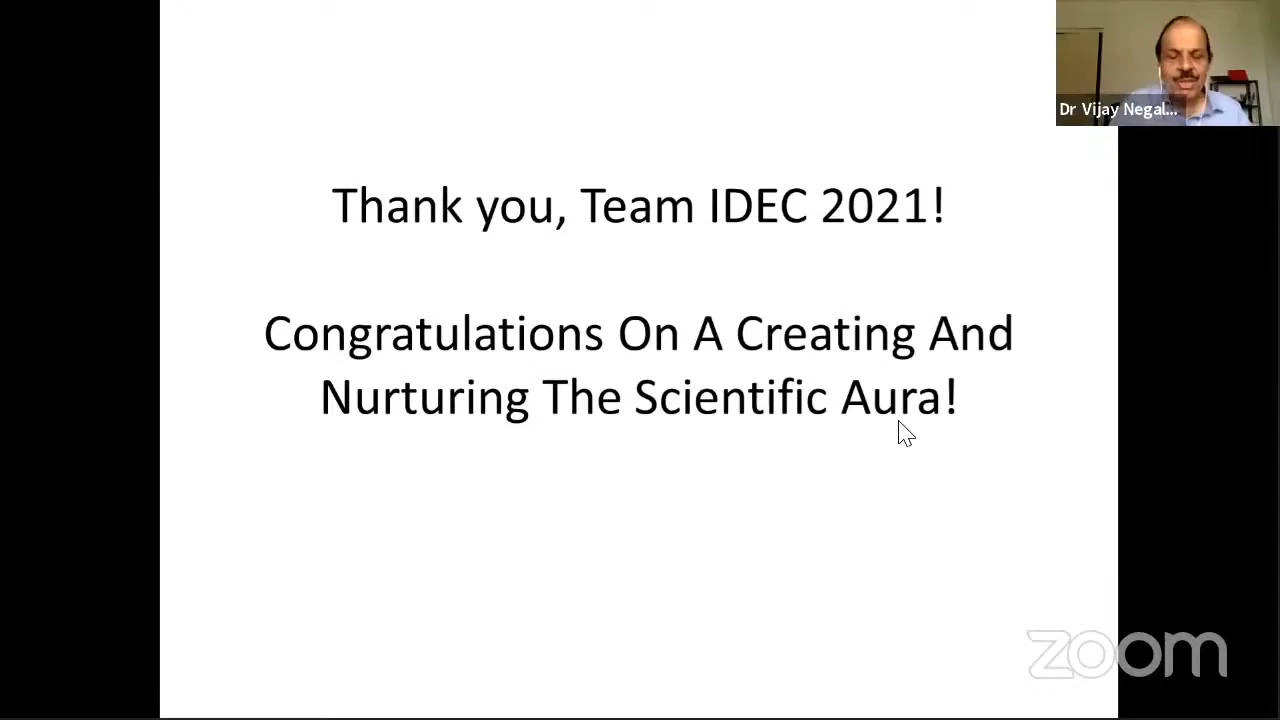 Dr Vijay Negal...
Thank you, Team IDEC 2021!
Congratulations On A Creating And
Nurturing The Scientific Aura!
zoom